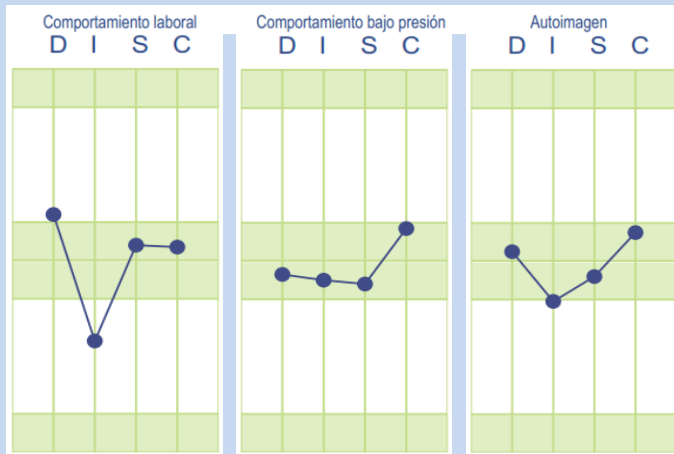 Comportamiento laboral
D I S C
Comportamiento bajo presión
D I S C
Autoimagen
D I S C